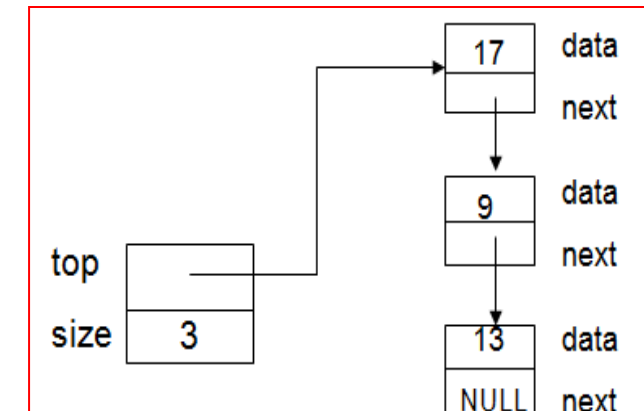 17 data
next
9 data
next
top
size 3
13 data
NULL next